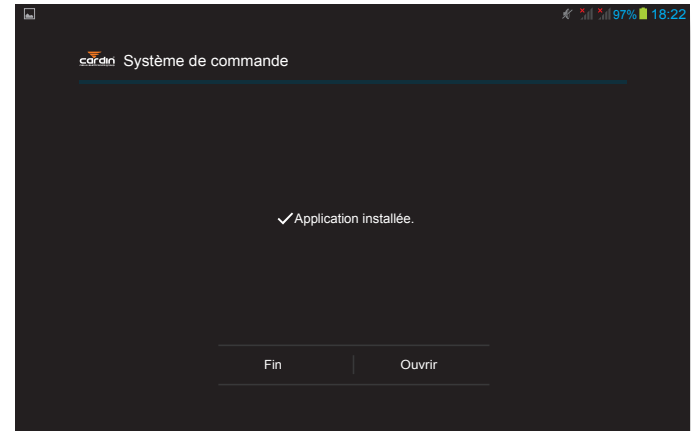 97% 18:22
cardin Système de commande
Application installée.
Fin Ouvrir